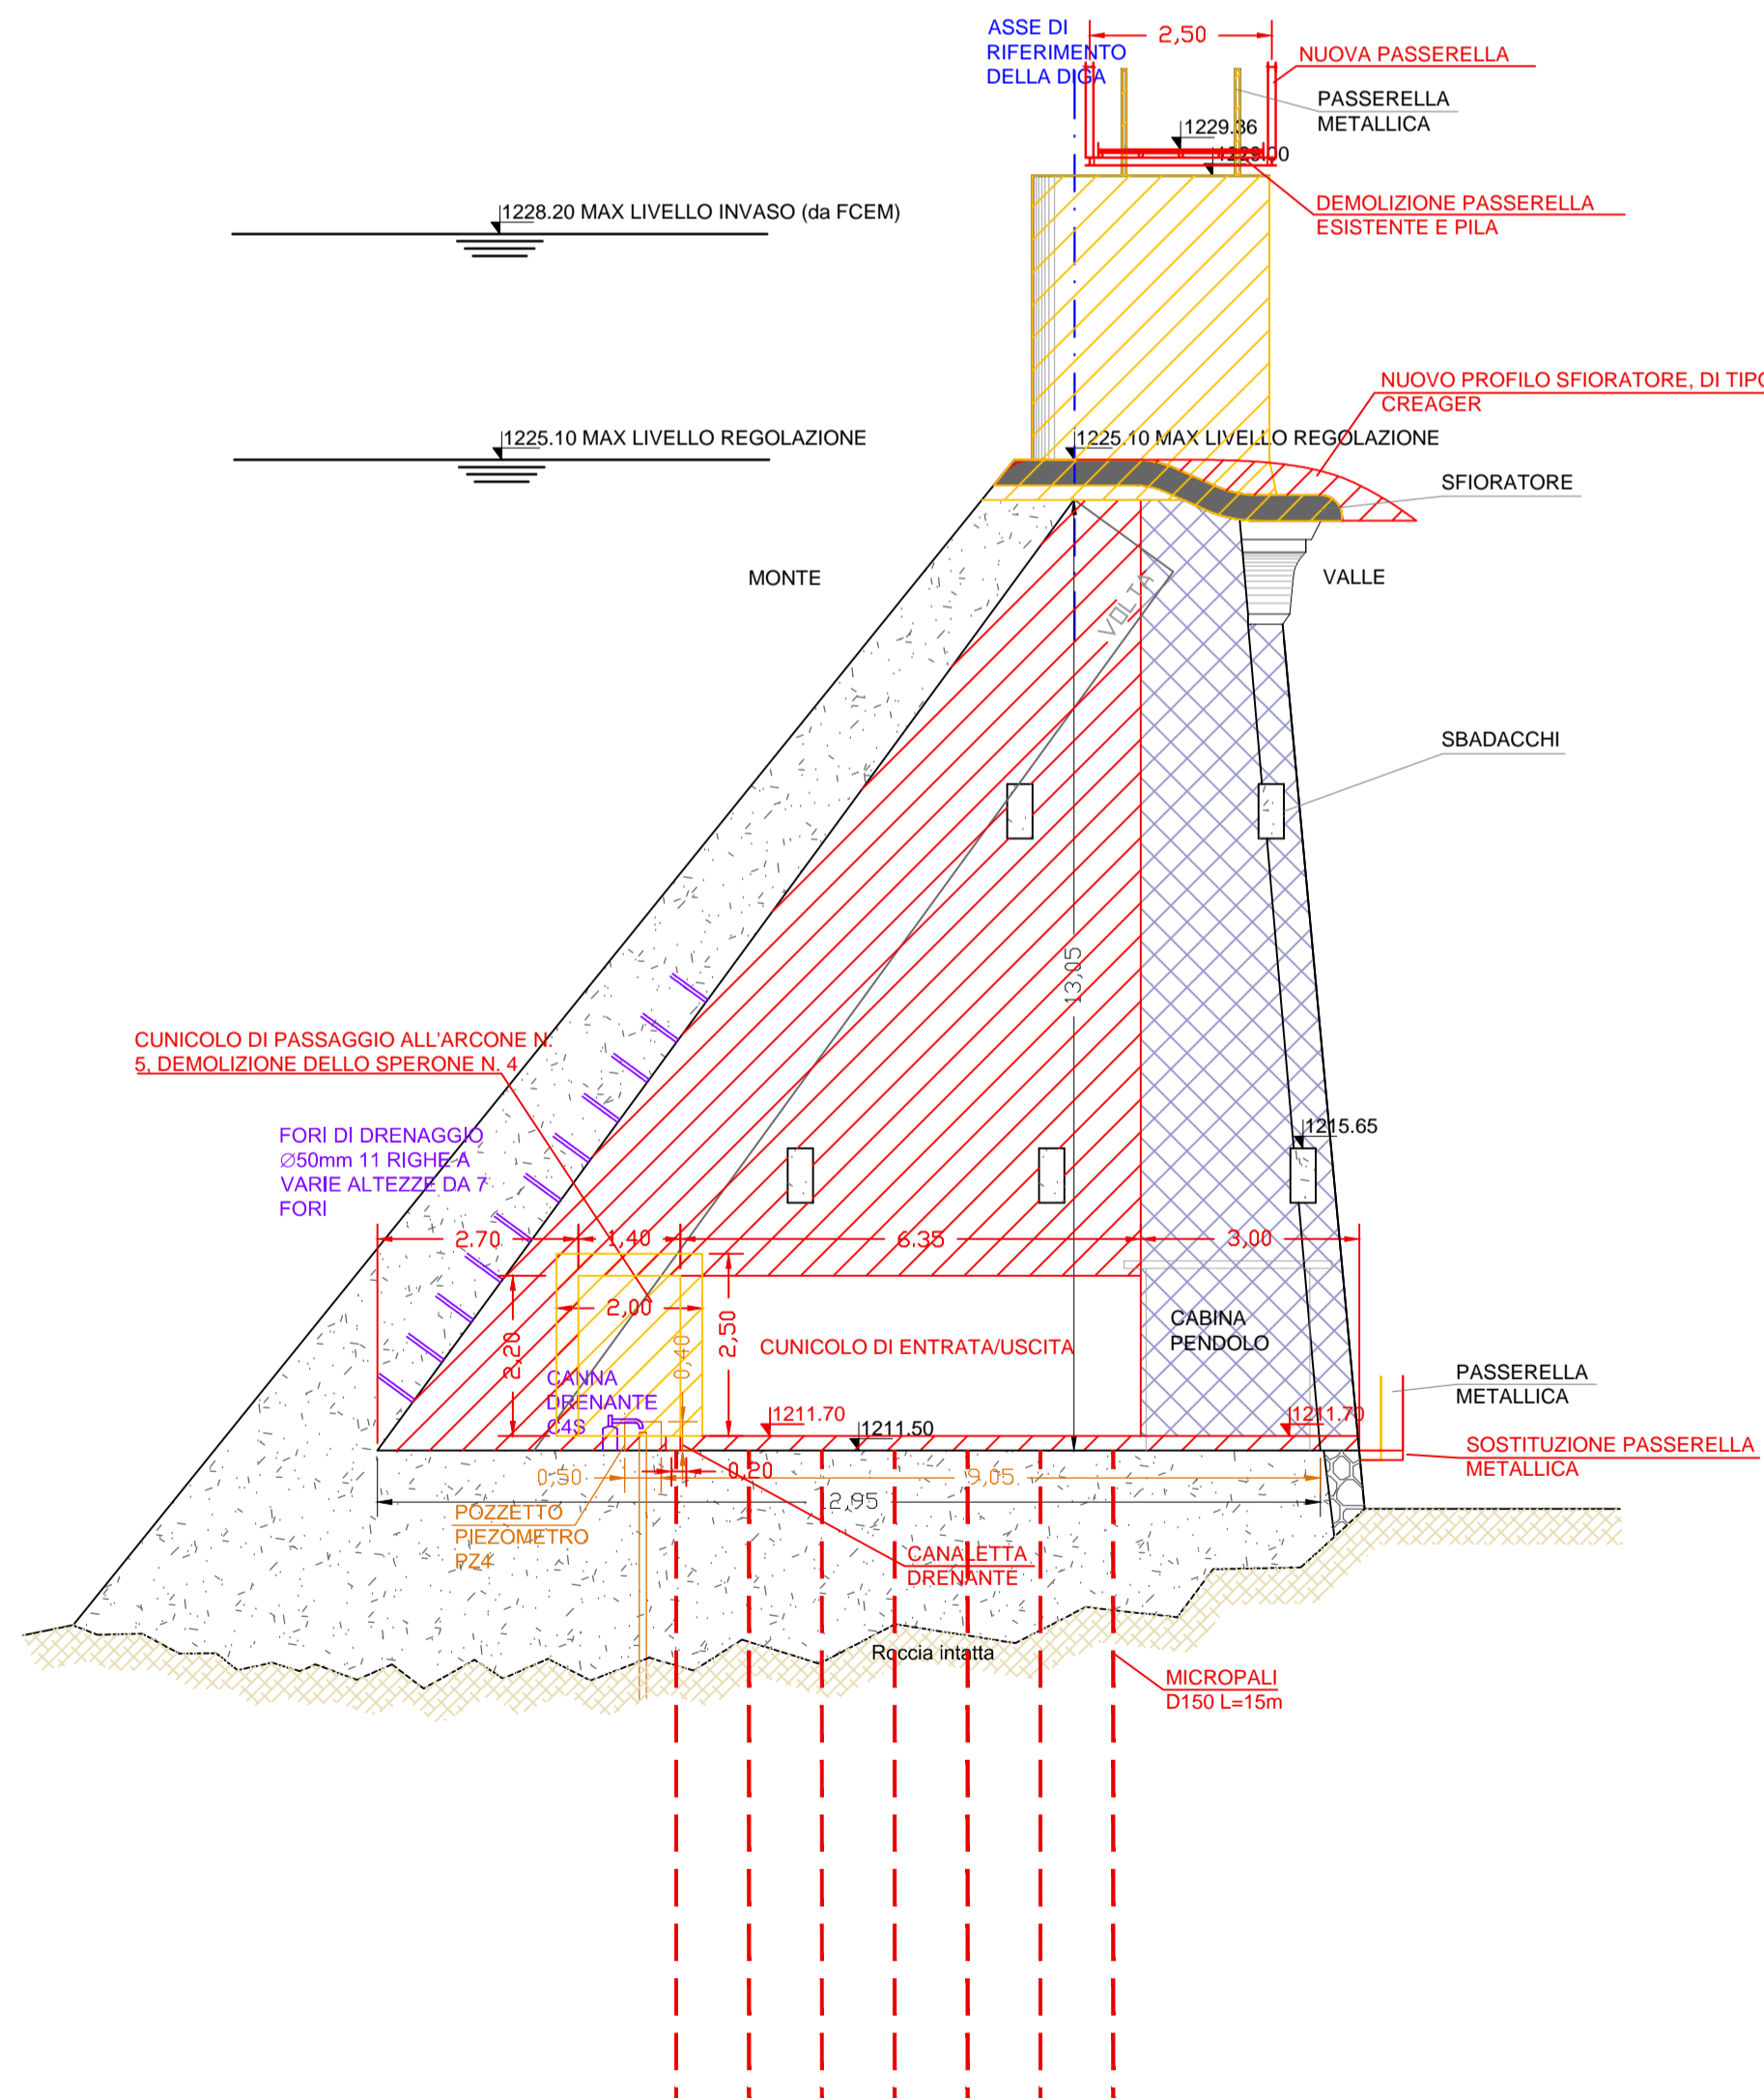 ASSE DI
RIFERIMENTO
DELLA DIGA
2,50
NUOVA PASSERELLA
PASSERELLA
METALLICA
1229.36
1229.00
DEMOLIZIONE PASSERELLA
ESISTENTE E PILA
1228.20 MAX LIVELLO INVASO (da FCEM)
NUOVO PROFILO SFIORATORE, DI TIPO
CREAGER
1225.10 MAX LIVELLO REGOLAZIONE
1225.10 MAX LIVELLO REGOLAZIONE
SFIORATORE
MONTE
VALLE
VOLTA
SBADACCHI
13,05
CUNICOLO DI PASSAGGIO ALL'ARCONE N.
5, DEMOLIZIONE DELLO SPERONE N. 4
FORI DI DRENAGGIO
Ø50mm 11 RIGHE A
VARIE ALTEZZE DA 7
FORI
1215.65
2.70
1,40
6.35
3,00
2,00
2,20
2,50
0,40
CUNICOLO DI ENTRATA/USCITA
CABINA
PENDOLO
CANNA
DRENANTE
C4S
PASSERELLA
METALLICA
1211.70
1211.50
1211.70
SOSTITUZIONE PASSERELLA
METALLICA
0,50
0,20
9,05
2,95
POZZETTO
PIEZOMETRO
PZ4
CANALETTA
DRENANTE
Roccia intatta
MICROPALI
D150 L=15m